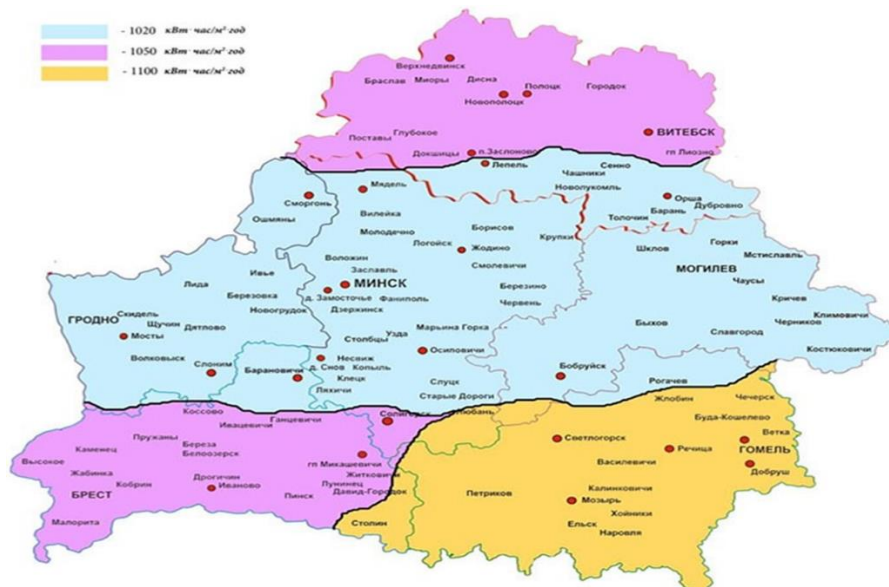 - 1020 кВт·час/м²·год
- 1050 кВт·час/м²·год
- 1100 кВт·час/м²·год
Верхнедвинск
Браслав
Миоры
Дисна
Полоцк
Городок
Новополоцк
ВИТЕБСК
Поставы
Глубокое
Докшицы
п.Заслоново
гп Лиозно
Лепель
Чашники
Сенно
Новолукомль
Мядель
Сморгонь
Ошмяны
Орша
Барань
Дубровно
Толочин
Вилейка
Молодечно
Борисов
Логойск
Жодино
Крупки
Смолевичи
Шклов
Горки
Мстиславль
МОГИЛЕВ
Чаусы
Воложин
Заславль
МИНСК
д. Замосточье
Фаниполь
Дзержинск
Березино
Червень
Ивье
Лида
Березовка
Новогрудок
ГРОДНО
Скидель
Щучин
Дятлово
Мосты
Кричев
Климовичи
Чериков
Быхов
Славгород
Костюковичи
Столбцы
Узда
Марьина Горка
Осиповичи
Несвиж
д. Снов
Копыль
Клецк
Ляхичи
Волковыск
Слоним
Барановичи
Слуцк
Старые Дороги
Бобруйск
Рогачев
Жлобин
Чечерск
Коссово
Ивацевичи
Ганцевичи
Солигорск
Любань
Буда-Кошелево
Ветка
Пружаны
Каменец
Береза
Белоозерск
Высокое
Жабинка
Светлогорск
Речица
ГОМЕЛЬ
Добруш
Василевичи
гп Микашевичи
Житковичи
Лунинец
Давид-Городок
Дрогичин
Иваново
Кобрин
БРЕСТ
Пинск
Малорита
Столин
Петриков
Калинковичи
Мозырь
Хойники
Ельск
Наровля